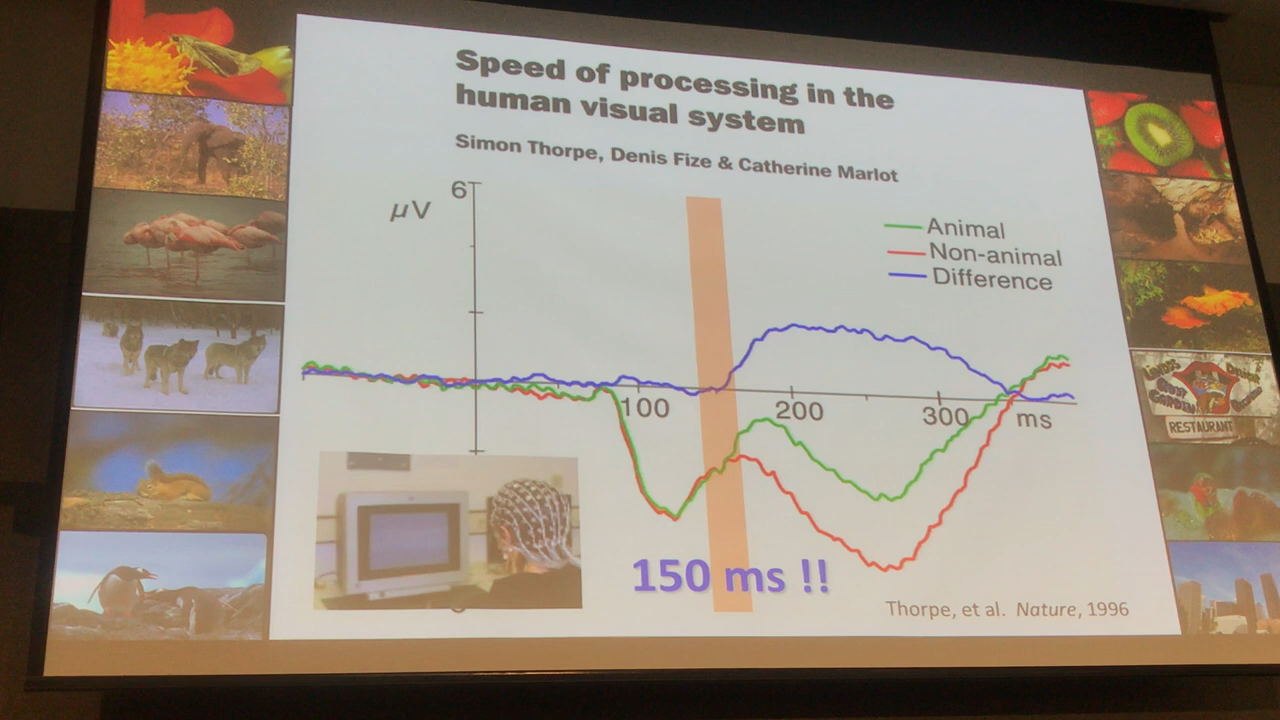 Speed of processing in the
human visual system
Simon Thorpe, Denis Fize & Catherine Marlot
6
µV
Animal
Non-animal
Difference
100
200
300
ms
150 ms !!
Thorpe, et al. Nature, 1996
RESTAURANT